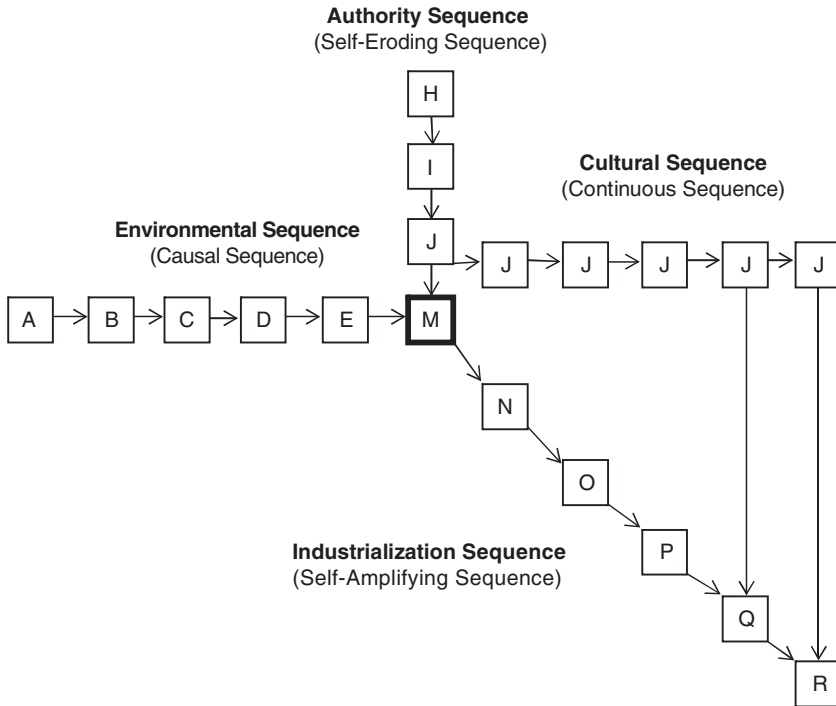 Authority Sequence
(Self-Eroding Sequence)
H
I
Cultural Sequence
(Continuous Sequence)
Environmental Sequence
(Causal Sequence)
J
J J J J J
A B C D E M
N
O
Industrialization Sequence
(Self-Amplifying Sequence)
P
Q
R